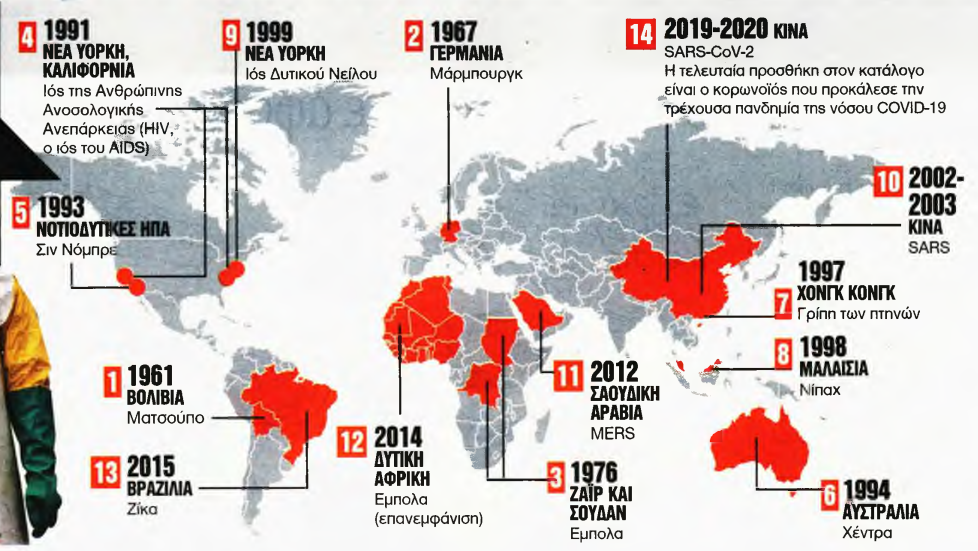 4 1991
ΝΕΑ ΥΟΡΚΗ,
ΚΑΛΙΦΟΡΝΙΑ
Ιός της Ανθρώπινης
Ανοσολογικής
Ανεπάρκειας (HIV,
ο ιός του AIDS)
9 1999
ΝΕΑ ΥΟΡΚΗ
Ιός Δυτικού Νείλου
2 1967
ΓΕΡΜΑΝΙΑ
Μάρμπουργκ
14 2019-2020 ΚΙΝΑ
SARS-CoV-2
Η τελευταία προσθήκη στον κατάλογο
είναι ο κορωνοϊός που προκάλεσε την
τρέχουσα πανδημία της νόσου COVID-19
5 1993
ΝΟΤΙΟΔΥΤΙΚΕΣ ΗΠΑ
Σιν Νόμπρε
10 2002-
2003
ΚΙΝΑ
SARS
1997
7 ΧΟΝΓΚ ΚΟΝΓΚ
Γρίπη των πτηνών
8 1998
ΜΑΛΑΙΣΙΑ
Νίπαχ
1 1961
ΒΟΛΙΒΙΑ
Ματσούπο
11 2012
ΣΑΟΥΔΙΚΗ
ΑΡΑΒΙΑ
MERS
12 2014
ΔΥΤΙΚΗ
ΑΦΡΙΚΗ
Εμπολα
(επανεμφάνιση)
13 2015
ΒΡΑΖΙΛΙΑ
Ζίκα
3 1976
ΖΑΪΡ ΚΑΙ
ΣΟΥΔΑΝ
Εμπολα
6 1994
ΑΥΣΤΡΑΛΙΑ
Χέντρα